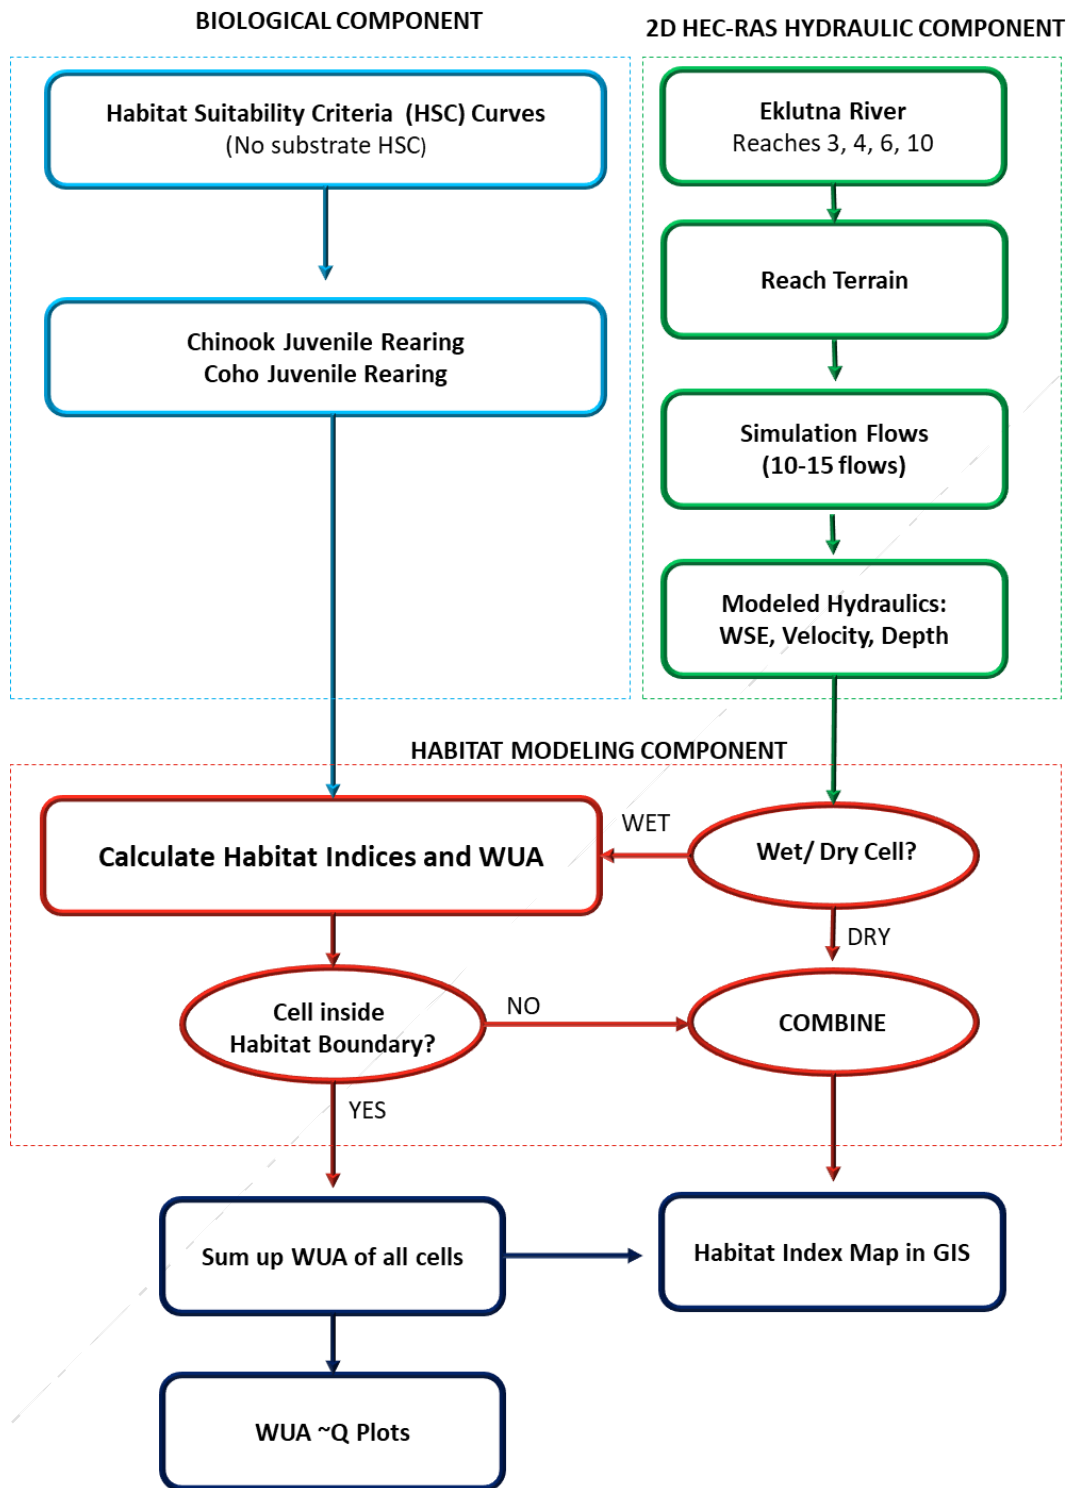 BIOLOGICAL COMPONENT
Habitat Suitability Criteria (HSC) Curves
(No substrate HSC)
Chinook Juvenile Rearing
Coho Juvenile Rearing
2D HEC-RAS HYDRAULIC COMPONENT
Eklutna River
Reaches 3, 4, 6, 10
Reach Terrain
Simulation Flows
(10-15 flows)
Modeled Hydraulics:
WSE, Velocity, Depth
HABITAT MODELING COMPONENT
Calculate Habitat Indices and WUA
WET
Wet/ Dry Cell?
DRY
Cell inside
Habitat Boundary?
NO
COMBINE
YES
Sum up WUA of all cells
Habitat Index Map in GIS
WUA ~Q Plots